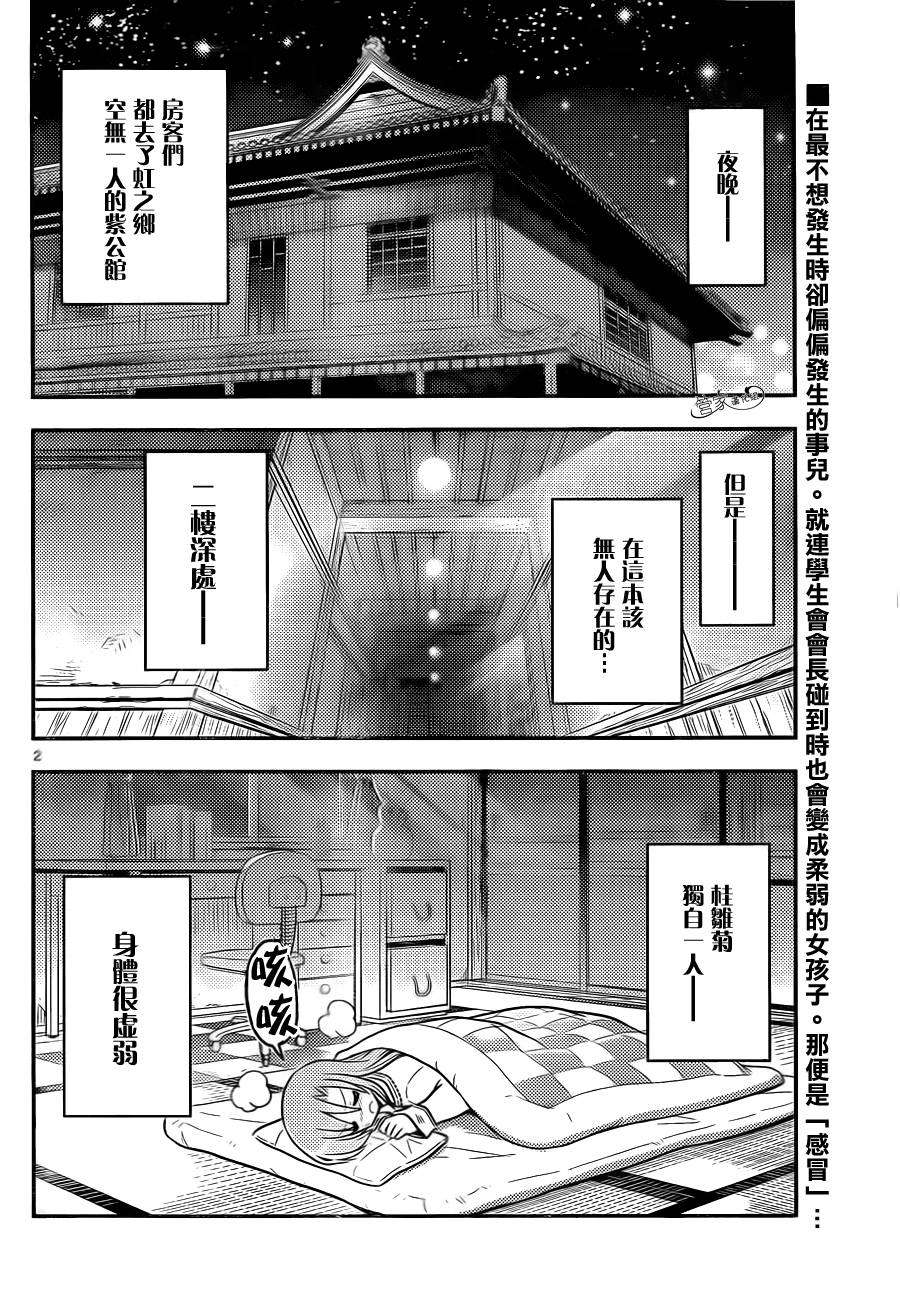 ■在最不想發生時卻偏偏發生的事兒。就連學生會會長碰到時也會變成柔弱的女孩子。那便是「感冒」…
夜晚——
房客們
都去了虹之鄉
空無一人的紫公館
但是——
在這本該
無人存在的…
二樓深處——
2
桂雛菊
獨自一人——
咳
咳
身體很虛弱